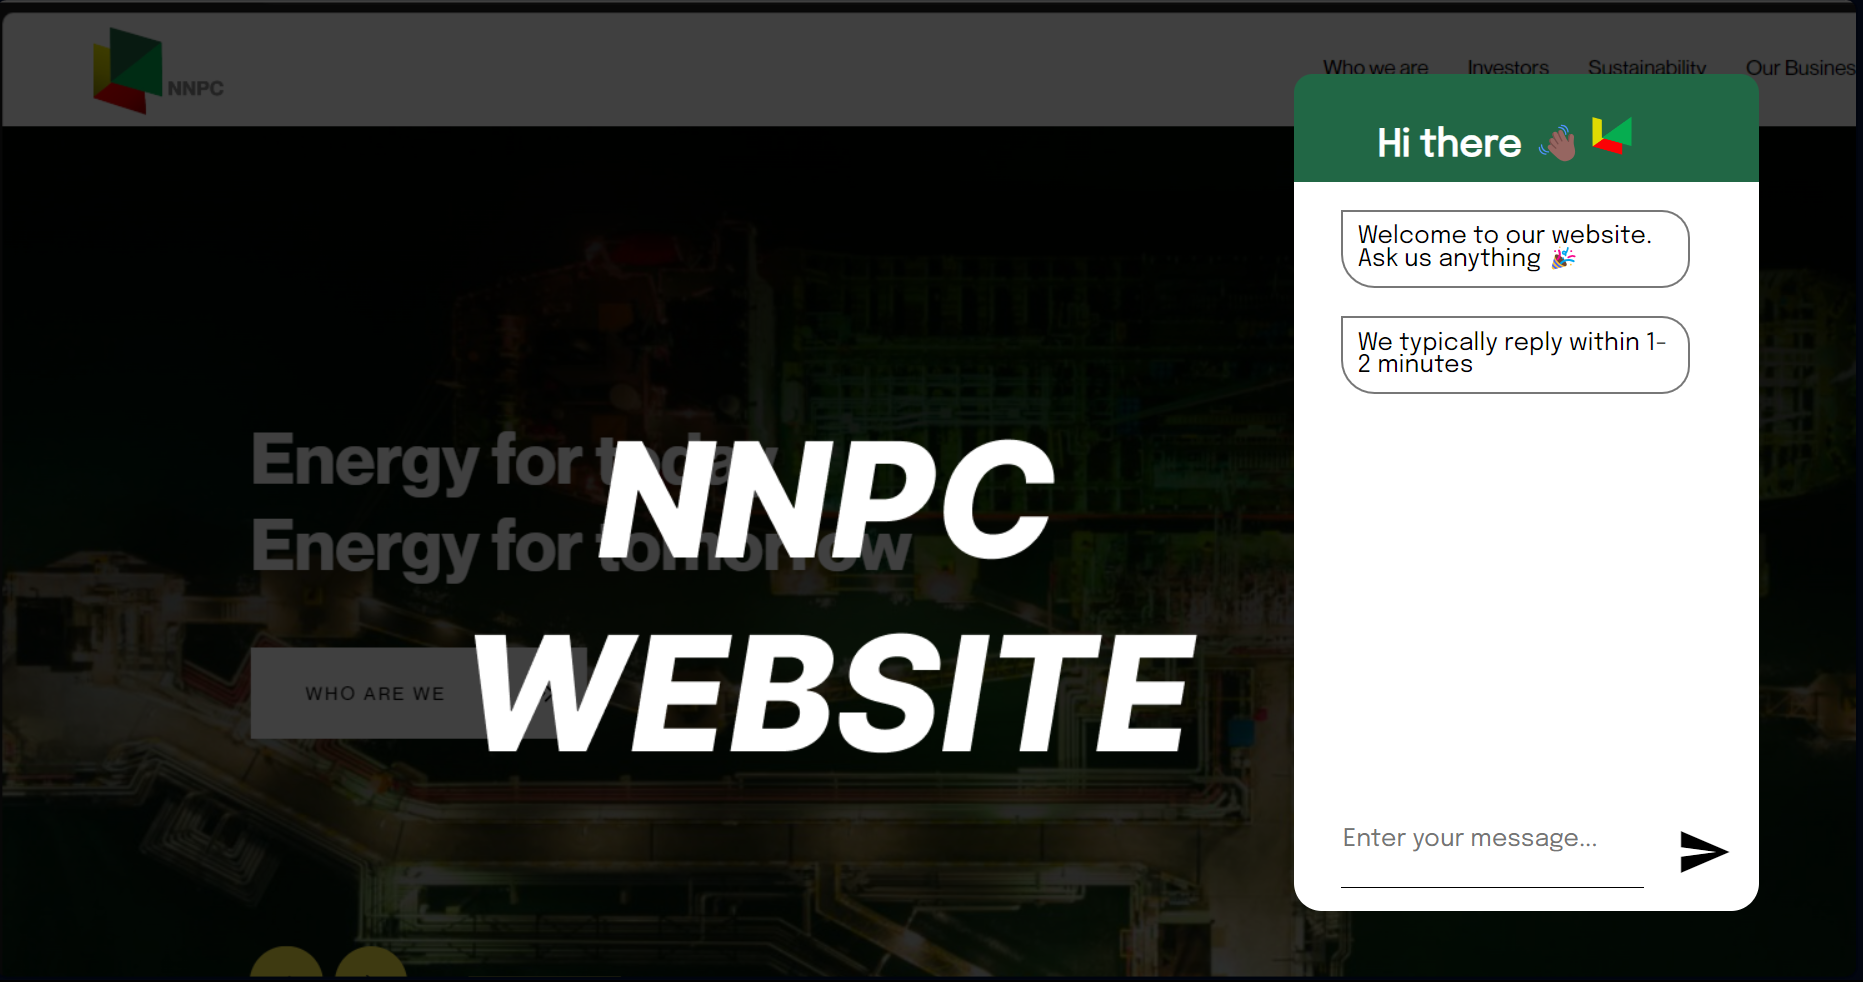 NNPC
Who we are Investors Sustainability Our Busines
Hi there 👋🏾
Welcome to our website.
Ask us anything 🎉
We typically reply within 1-
2 minutes
Energy for today
Energy for tomorrow
NNPC
WEBSITE
WHO ARE WE
Enter your message...